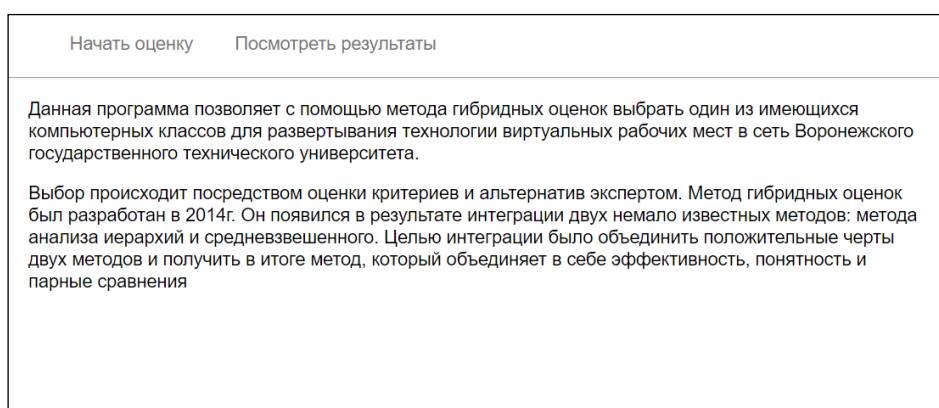 Начать оценку Посмотреть результаты
Данная программа позволяет с помощью метода гибридных оценок выбрать один из имеющихся
компьютерных классов для развертывания технологии виртуальных рабочих мест в сеть Воронежского
государственного технического университета.
Выбор происходит посредством оценки критериев и альтернатив экспертом. Метод гибридных оценок
был разработан в 2014г. Он появился в результате интеграции двух немало известных методов: метода
анализа иерархий и средневзвешенного. Целью интеграции было объединить положительные черты
двух методов и получить в итоге метод, который объединяет в себе эффективность, понятность и
парные сравнения